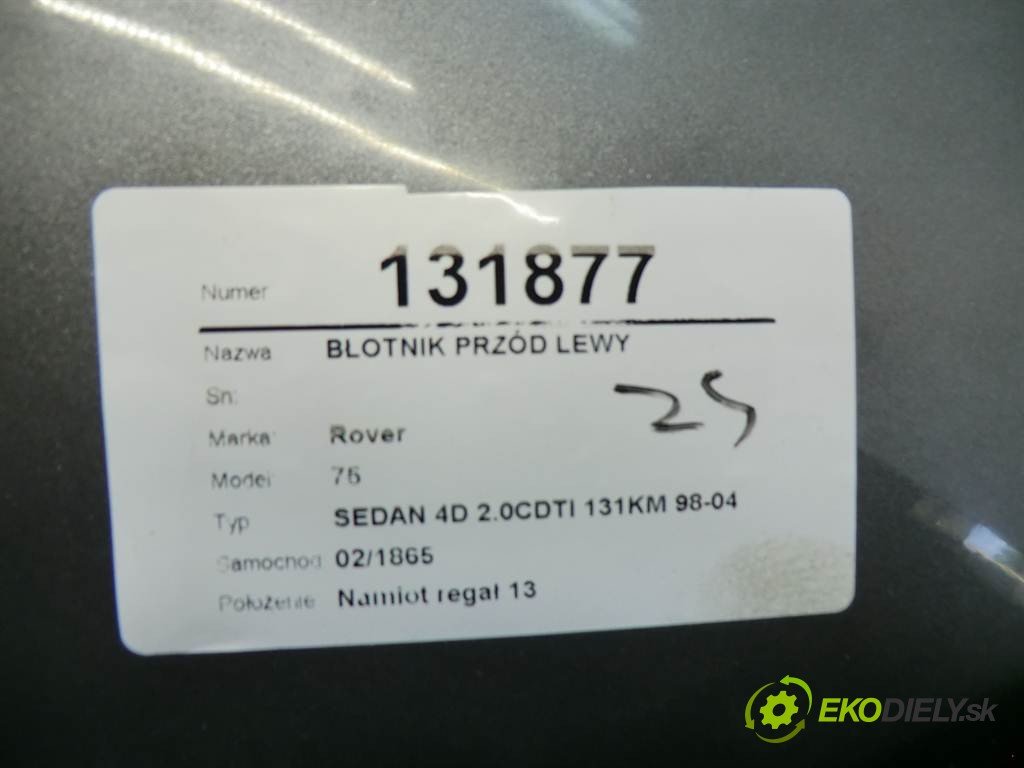 Numer 131877
Nazwa BŁOTNIK PRZÓD LEWY
Sn:
Marka: Rover
Model 75
Typ SEDAN 4D 2.0CDTI 131KM 98-04
Samochod 02/1865
Położenie Namiot regał 13
EKODIELY.sk